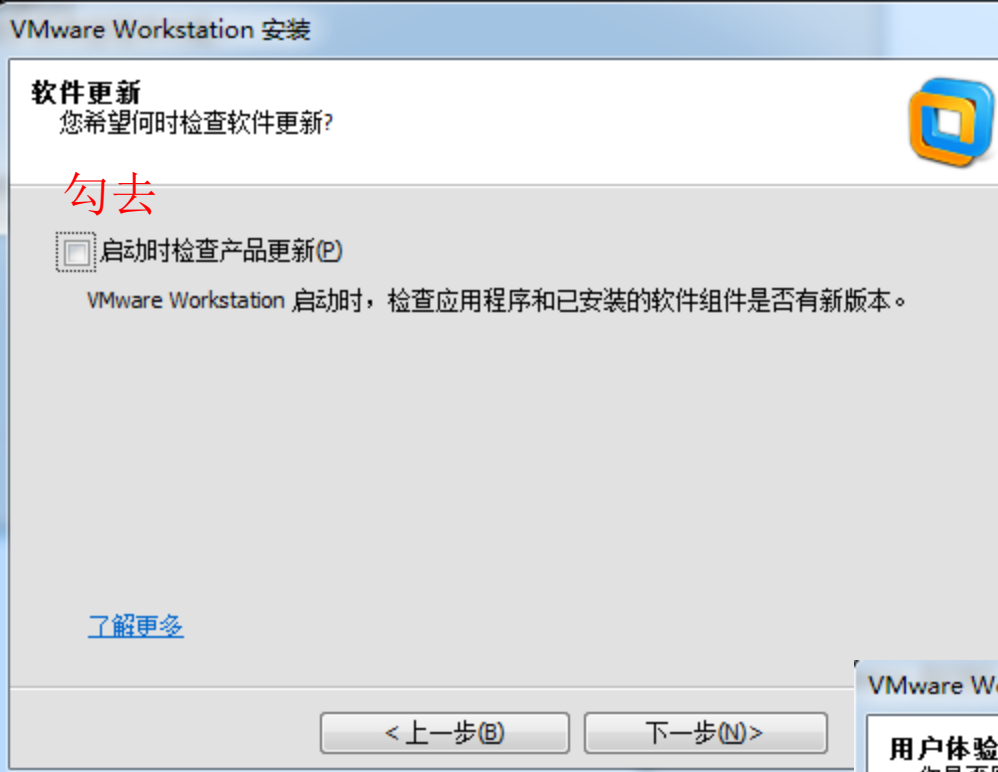 VMware Workstation 安装
软件更新
您希望何时检查软件更新?
勾去
启动时检查产品更新(P)
VMware Workstation 启动时，检查应用程序和已安装的软件组件是否有新版本。
了解更多
< 上一步(B)
下一步(N)>
VMware Wo
用户体验